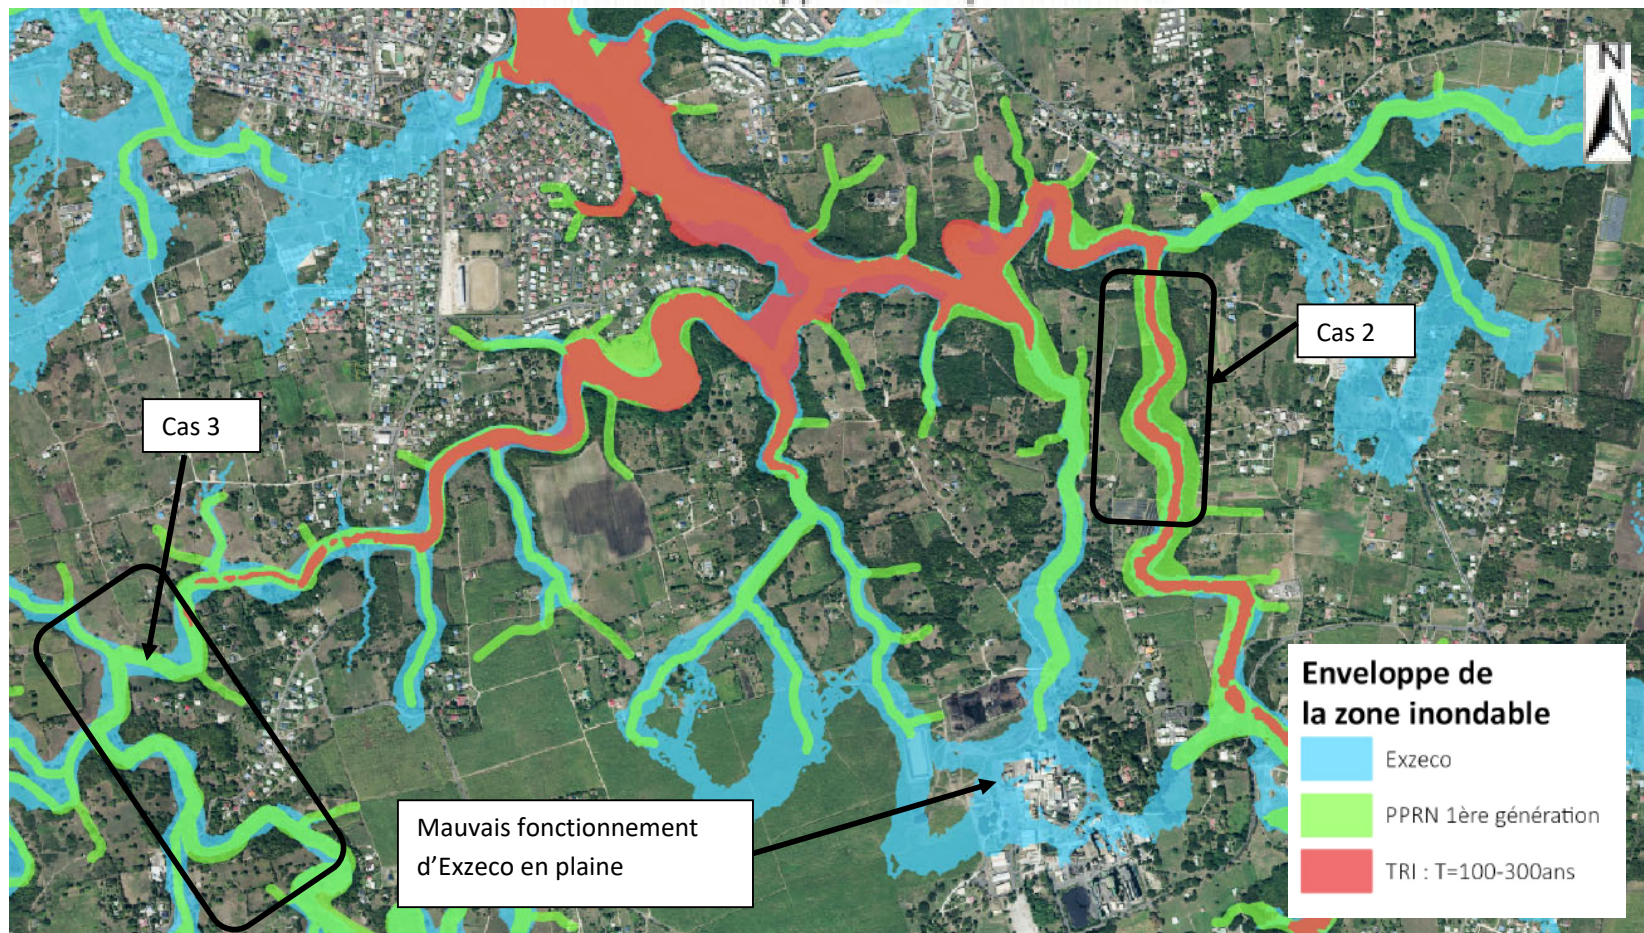 N
Cas 2
Cas 3
Mauvais fonctionnement
d’Exzeco en plaine
Enveloppe de
la zone inondable
Exzeco
PPRN 1ère génération
TRI : T=100-300ans